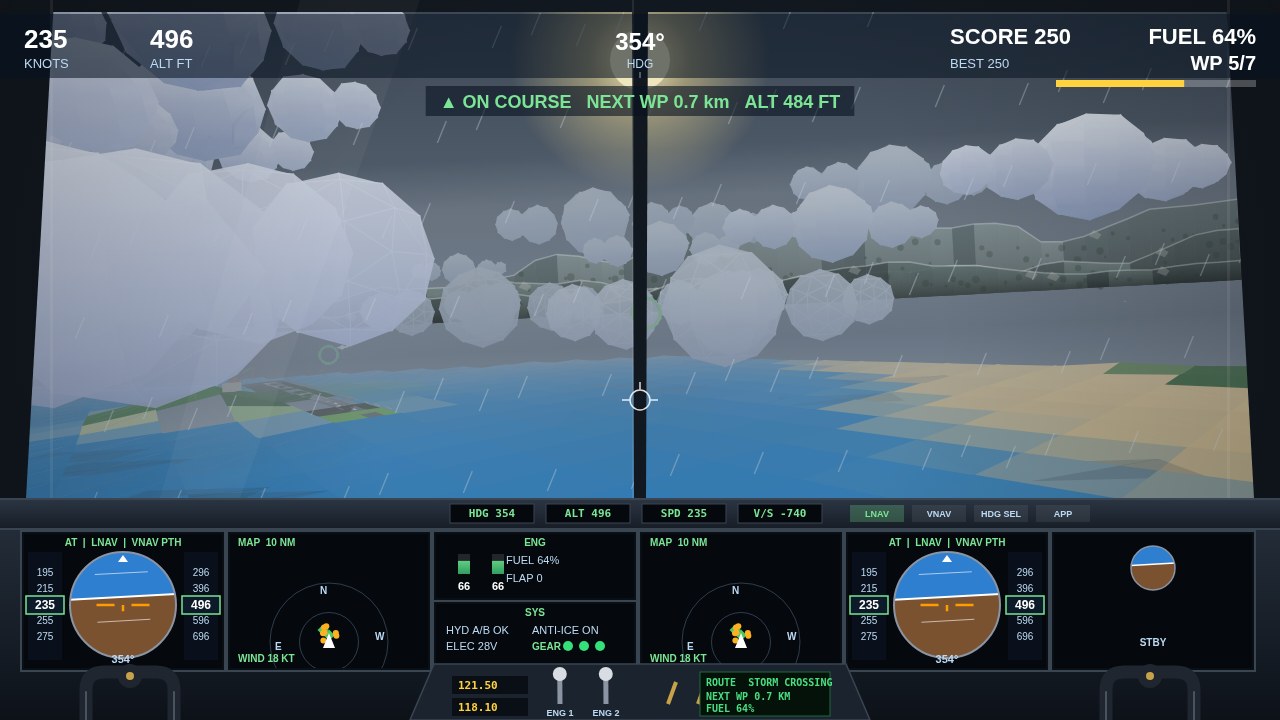 235
KNOTS
496
ALT FT
354°
HDG
SCORE 250
BEST 250
FUEL 64%
WP 5/7
▲ ON COURSE NEXT WP 0.7 km ALT 484 FT
HDG 354
ALT 496
SPD 235
V/S -740
LNAV
VNAV
HDG SEL
APP
AT | LNAV | VNAV PTH
195
215
235
255
275
296
396
496
596
696
354°
MAP 10 NM
N
E
W
WIND 18 KT
ENG
66
66
FUEL 64%
FLAP 0
SYS
HYD A/B OK
ANTI-ICE ON
ELEC 28V
GEAR
MAP 10 NM
N
E
W
WIND 18 KT
AT | LNAV | VNAV PTH
195
215
235
255
275
296
396
496
596
696
354°
STBY
121.50
118.10
ENG 1
ENG 2
ROUTE STORM CROSSING
NEXT WP 0.7 KM
FUEL 64%